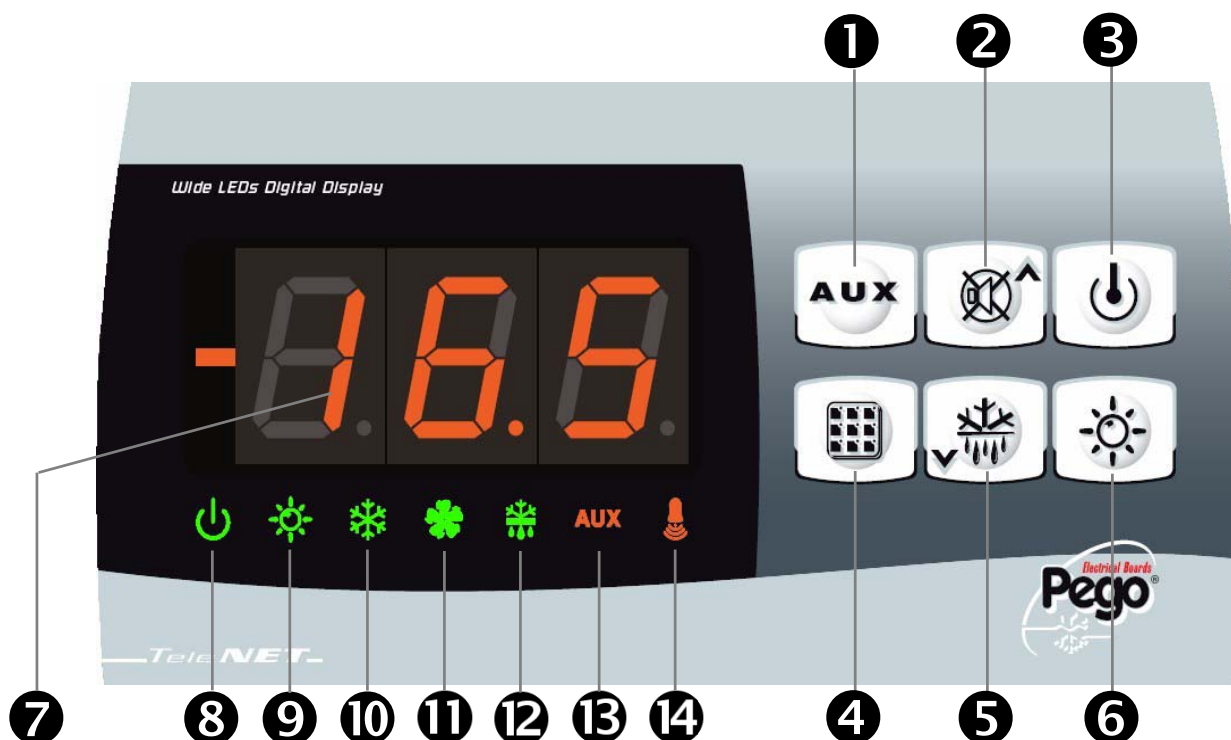 1 2 3
Wide LEDs Digital Display
AUX
-16.5
AUX
Electrical Boards
Pego®
TeleNET
7 8 9 10 11 12 13 14 4 5 6